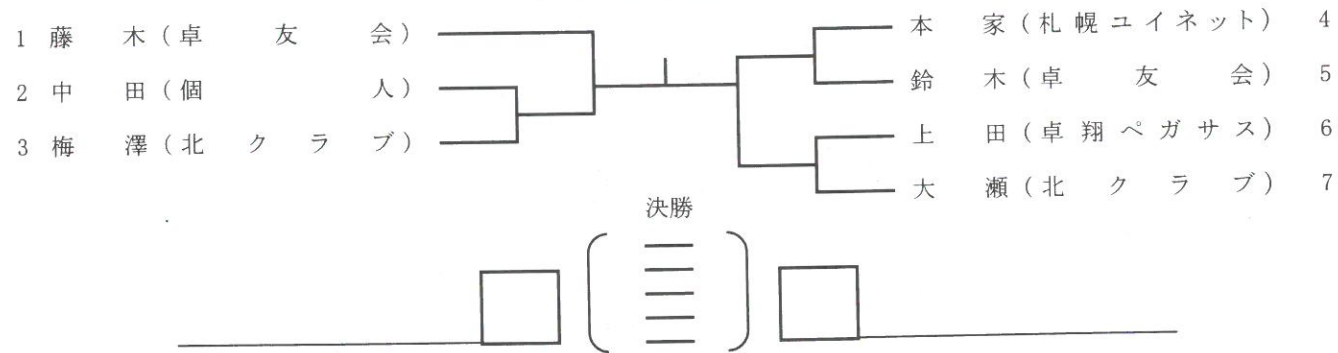 1 藤木（卓友会）
2 中田（個人）
3 梅澤（北クラブ）
本家（札幌ユイネット） 4
鈴木（卓友会） 5
上田（卓翔ペガサス） 6
大瀬（北クラブ） 7
決勝